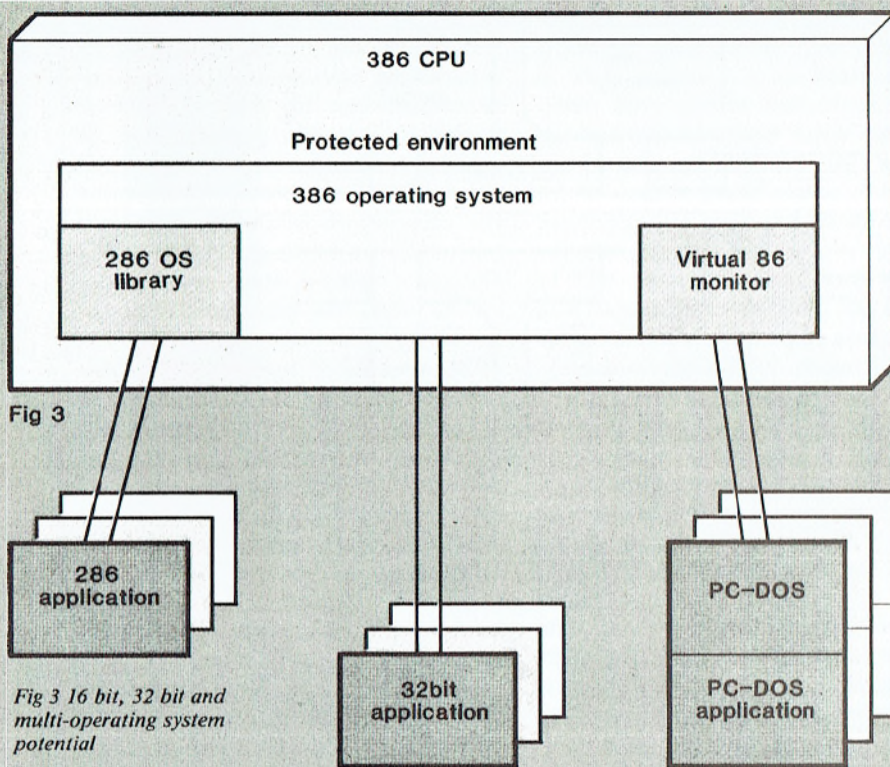 386 CPU
Protected environment
386 operating system
286 OS
library
Virtual 86
monitor
Fig 3
286
application
PC-DOS
32bit
application
PC-DOS
application
Fig 3 16 bit, 32 bit and
multi-operating system
potential